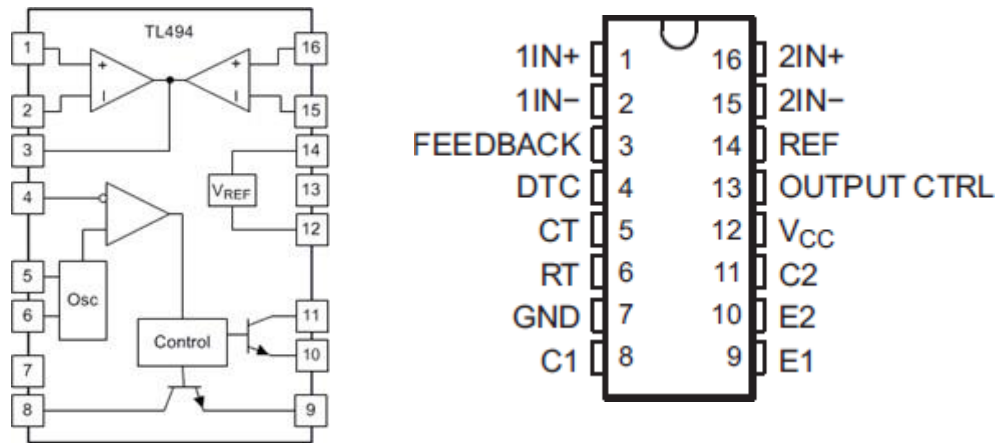 TL494
1 16
+ +
− −
2 15
3 14
V_REF
13
4 12
5
Osc
6
11
Control
7 10
8 9
1IN+ 1 16 2IN+
1IN− 2 15 2IN−
FEEDBACK 3 14 REF
DTC 4 13 OUTPUT CTRL
CT 5 12 V_CC
RT 6 11 C2
GND 7 10 E2
C1 8 9 E1